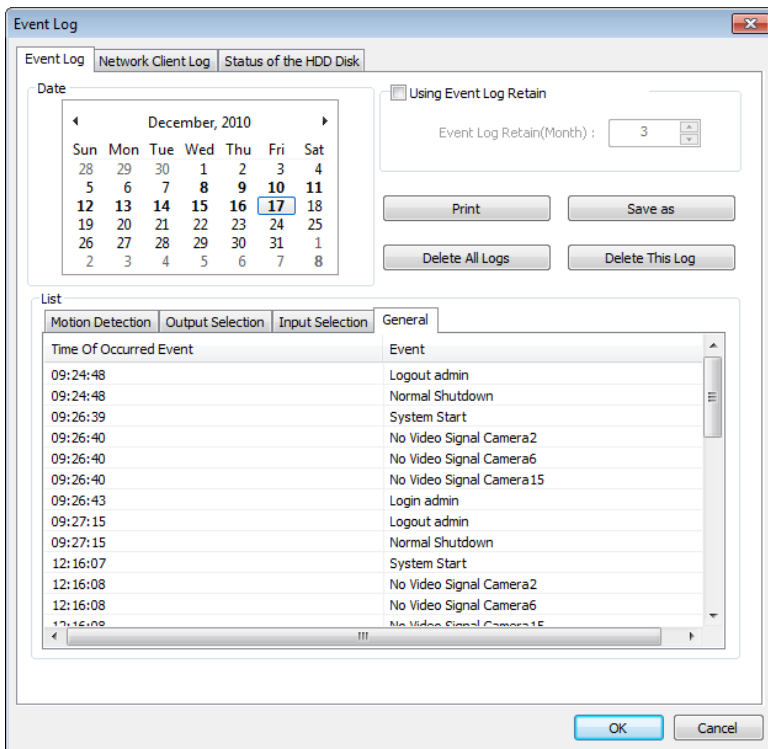 Event Log
Event Log Network Client Log Status of the HDD Disk
Date
December, 2010
Sun Mon Tue Wed Thu Fri Sat
28 29 30 1 2 3 4
5 6 7 8 9 10 11
12 13 14 15 16 17 18
19 20 21 22 23 24 25
26 27 28 29 30 31 1
2 3 4 5 6 7 8
Using Event Log Retain
Event Log Retain(Month) : 3
Print Save as
Delete All Logs Delete This Log
List
Motion Detection Output Selection Input Selection General
Time Of Occurred Event Event
09:24:48 Logout admin
09:24:48 Normal Shutdown
09:26:39 System Start
09:26:40 No Video Signal Camera2
09:26:40 No Video Signal Camera6
09:26:40 No Video Signal Camera15
09:26:43 Login admin
09:27:15 Logout admin
09:27:15 Normal Shutdown
12:16:07 System Start
12:16:08 No Video Signal Camera2
12:16:08 No Video Signal Camera6
12:16:08 No Video Signal Camera15
OK Cancel